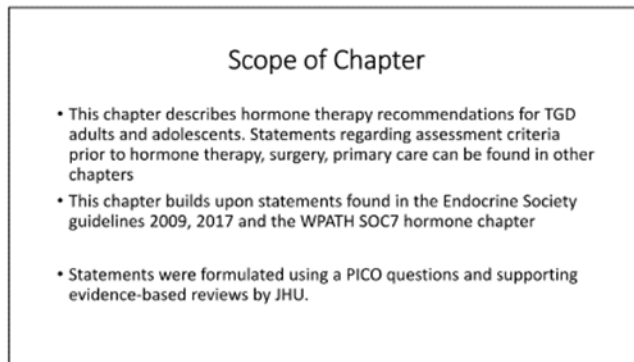 Scope of Chapter
• This chapter describes hormone therapy recommendations for TGD
adults and adolescents. Statements regarding assessment criteria
prior to hormone therapy, surgery, primary care can be found in other
chapters
• This chapter builds upon statements found in the Endocrine Society
guidelines 2009, 2017 and the WPATH SOC7 hormone chapter
• Statements were formulated using a PICO questions and supporting
evidence-based reviews by JHU.